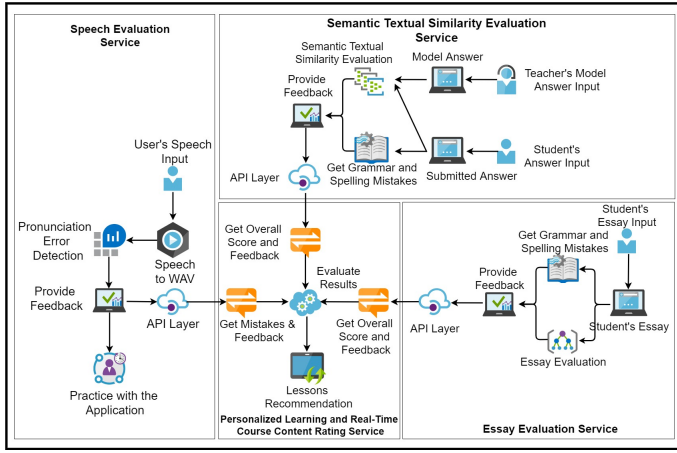 Speech Evaluation
Service
User's Speech
Input
Pronunciation
Error
Detection
Speech
to WAV
Provide
Feedback
API Layer
Practice with the
Application
Semantic Textual Similarity Evaluation
Service
Semantic Textual
Similarity Evaluation
Model Answer
Provide
Feedback
Teacher's Model
Answer Input
Get Grammar and
Spelling Mistakes
Submitted Answer
Student's
Answer Input
API Layer
Get Overall
Score and
Feedback
Evaluate
Results
Get Mistakes &
Feedback
Get Overall
Score and
Feedback
Lessons
Recommendation
Personalized Learning and Real-Time
Course Content Rating Service
Student's
Essay Input
Get Grammar and
Spelling Mistakes
Provide
Feedback
API Layer
Student's Essay
Essay Evaluation
Essay Evaluation Service